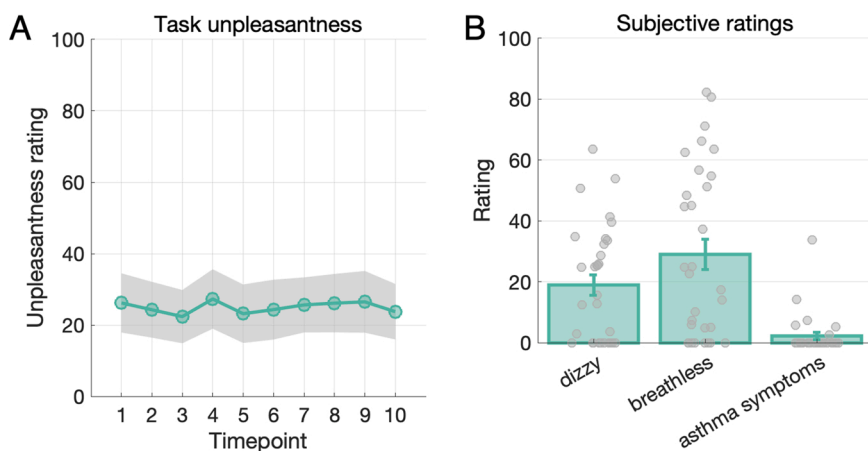 A
Task unpleasantness
Unpleasantness rating
100
80
60
40
20
0
1 2 3 4 5 6 7 8 9 10
Timepoint
B
Subjective ratings
Rating
100
80
60
40
20
0
dizzy
breathless
asthma symptoms